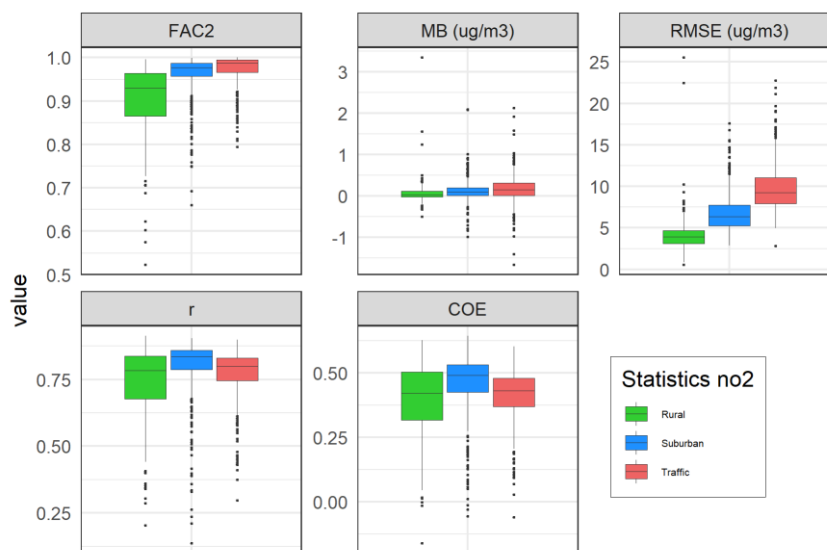 FAC2
MB (ug/m3)
RMSE (ug/m3)
1.0
0.9
0.8
0.7
0.6
0.5
3
2
1
0
-1
25
20
15
10
5
0
value
r
COE
0.75
0.50
0.25
0.50
0.25
0.00
Statistics no2
Rural
Suburban
Traffic